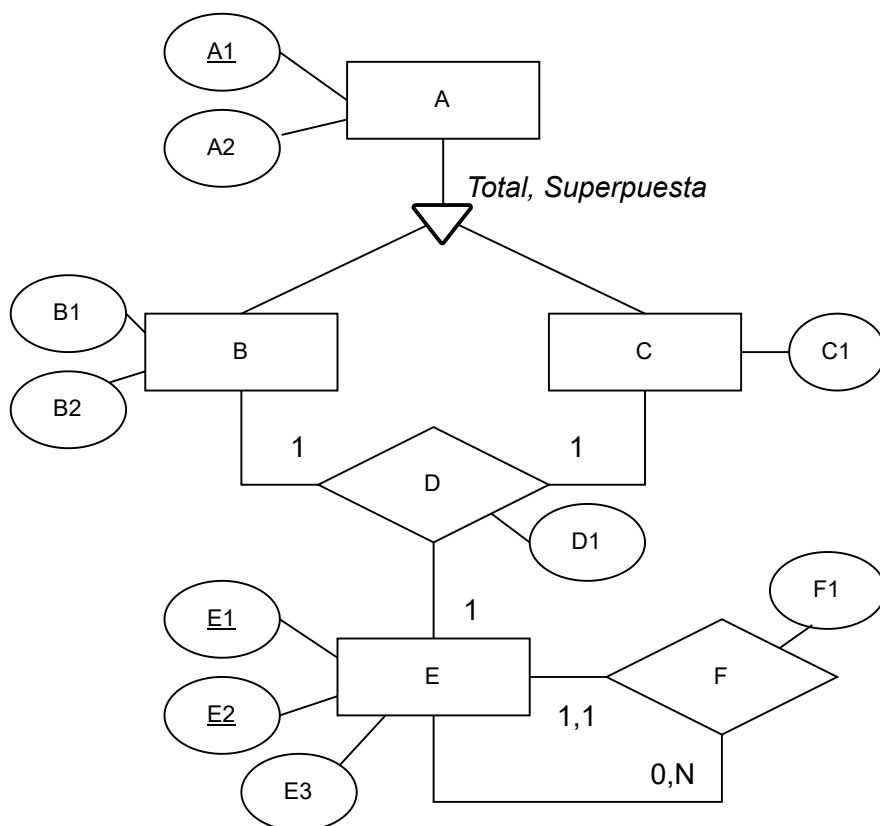 A1
A
A2
Total, Superpuesta
B1
B
C
C1
B2
1
1
D
D1
1
F1
E1
E
F
E2
1,1
E3
0,N